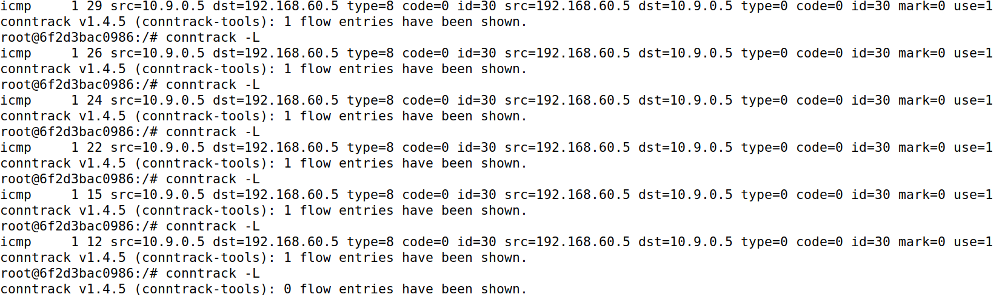 icmp     1 29 src=10.9.0.5 dst=192.168.60.5 type=8 code=0 id=30 src=192.168.60.5 dst=10.9.0.5 type=0 code=0 id=30 mark=0 use=1
conntrack v1.4.5 (conntrack-tools): 1 flow entries have been shown.
root@6f2d3bac0986:/# conntrack -L
icmp     1 26 src=10.9.0.5 dst=192.168.60.5 type=8 code=0 id=30 src=192.168.60.5 dst=10.9.0.5 type=0 code=0 id=30 mark=0 use=1
conntrack v1.4.5 (conntrack-tools): 1 flow entries have been shown.
root@6f2d3bac0986:/# conntrack -L
icmp     1 24 src=10.9.0.5 dst=192.168.60.5 type=8 code=0 id=30 src=192.168.60.5 dst=10.9.0.5 type=0 code=0 id=30 mark=0 use=1
conntrack v1.4.5 (conntrack-tools): 1 flow entries have been shown.
root@6f2d3bac0986:/# conntrack -L
icmp     1 22 src=10.9.0.5 dst=192.168.60.5 type=8 code=0 id=30 src=192.168.60.5 dst=10.9.0.5 type=0 code=0 id=30 mark=0 use=1
conntrack v1.4.5 (conntrack-tools): 1 flow entries have been shown.
root@6f2d3bac0986:/# conntrack -L
icmp     1 15 src=10.9.0.5 dst=192.168.60.5 type=8 code=0 id=30 src=192.168.60.5 dst=10.9.0.5 type=0 code=0 id=30 mark=0 use=1
conntrack v1.4.5 (conntrack-tools): 1 flow entries have been shown.
root@6f2d3bac0986:/# conntrack -L
icmp     1 12 src=10.9.0.5 dst=192.168.60.5 type=8 code=0 id=30 src=192.168.60.5 dst=10.9.0.5 type=0 code=0 id=30 mark=0 use=1
conntrack v1.4.5 (conntrack-tools): 1 flow entries have been shown.
root@6f2d3bac0986:/# conntrack -L
conntrack v1.4.5 (conntrack-tools): 0 flow entries have been shown.